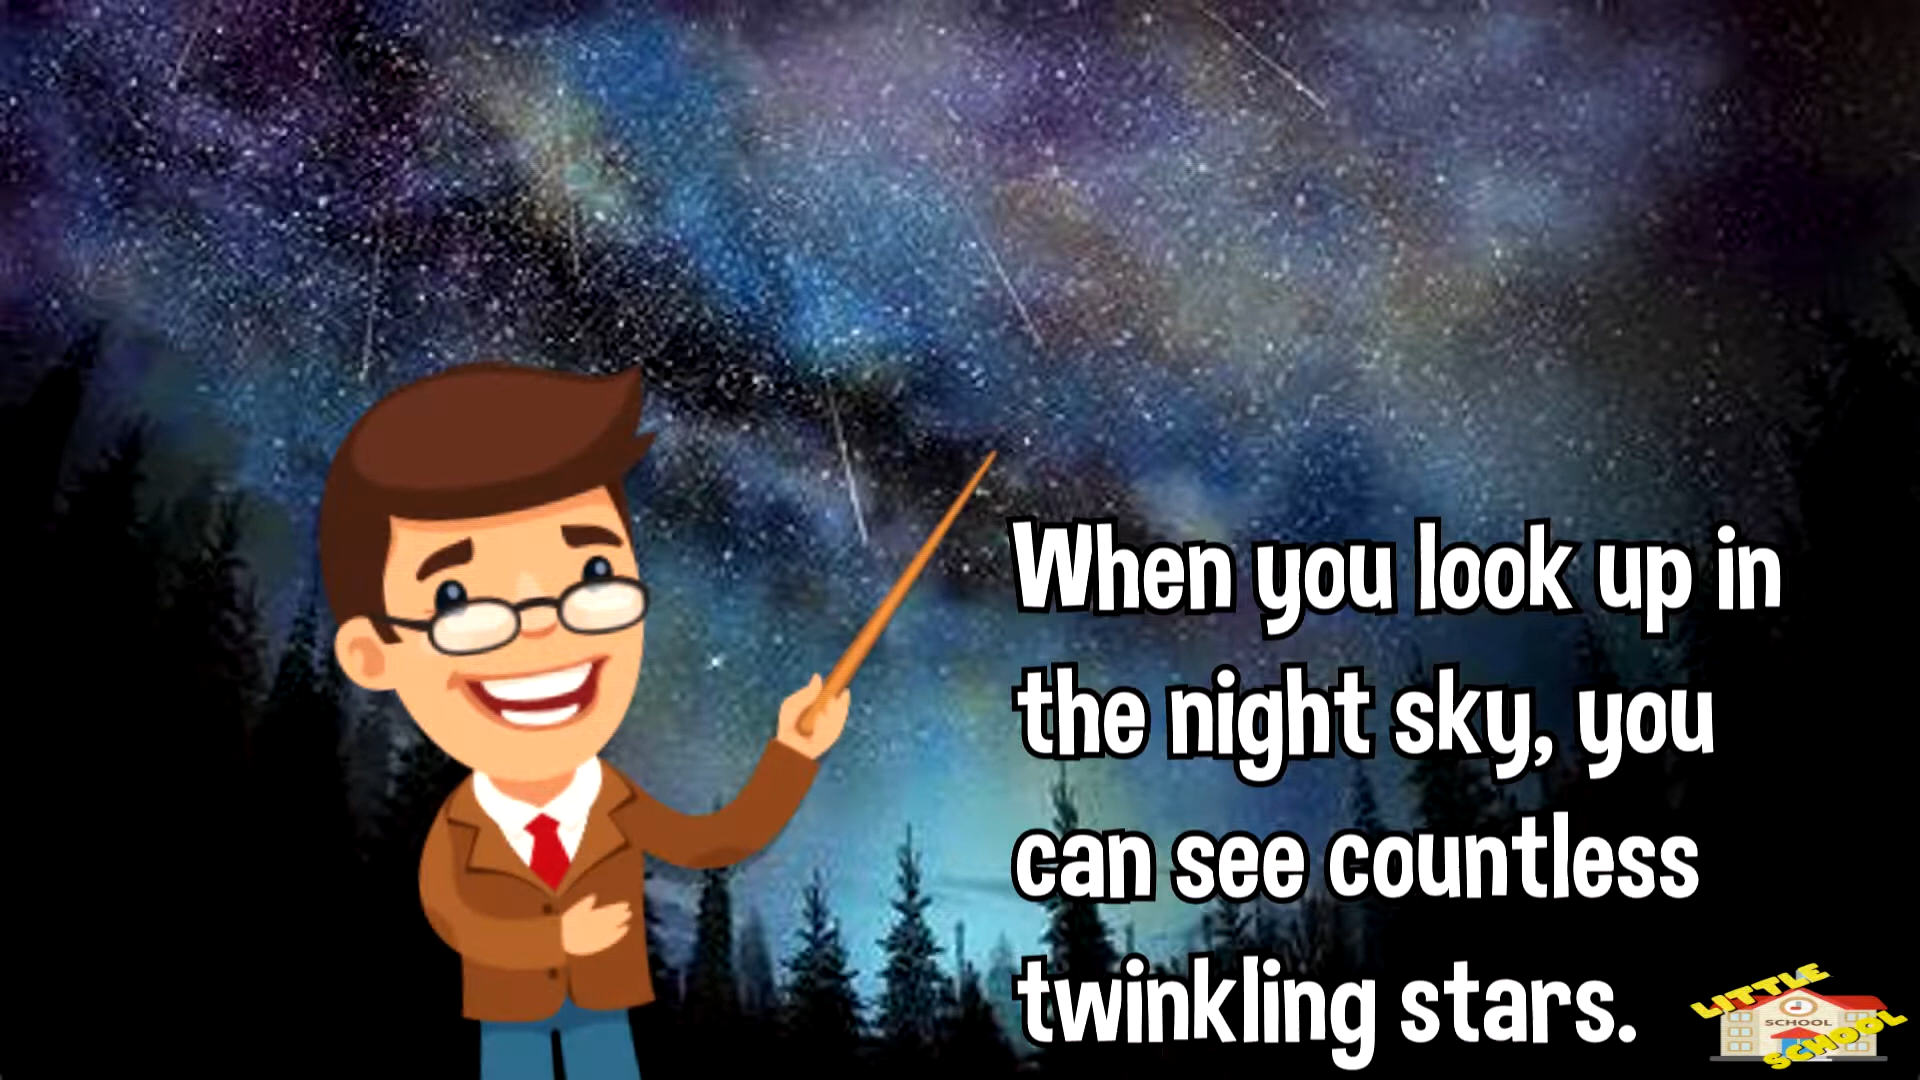 When you look up in
the night sky, you
can see countless
twinkling stars.
LITTLE
SCHOOL
SCHOOL